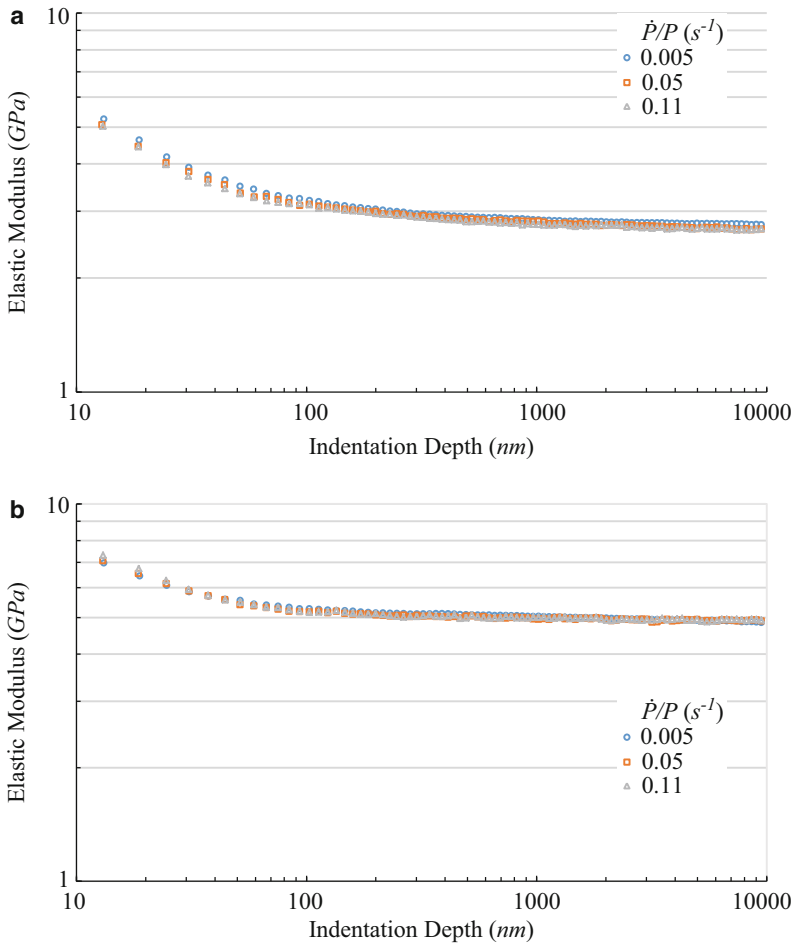 a
10
Ṗ/P (s⁻¹)
0.005
0.05
0.11
Elastic Modulus (GPa)
1
10
100
1000
10000
Indentation Depth (nm)
b
10
Elastic Modulus (GPa)
Ṗ/P (s⁻¹)
0.005
0.05
0.11
1
10
100
1000
10000
Indentation Depth (nm)